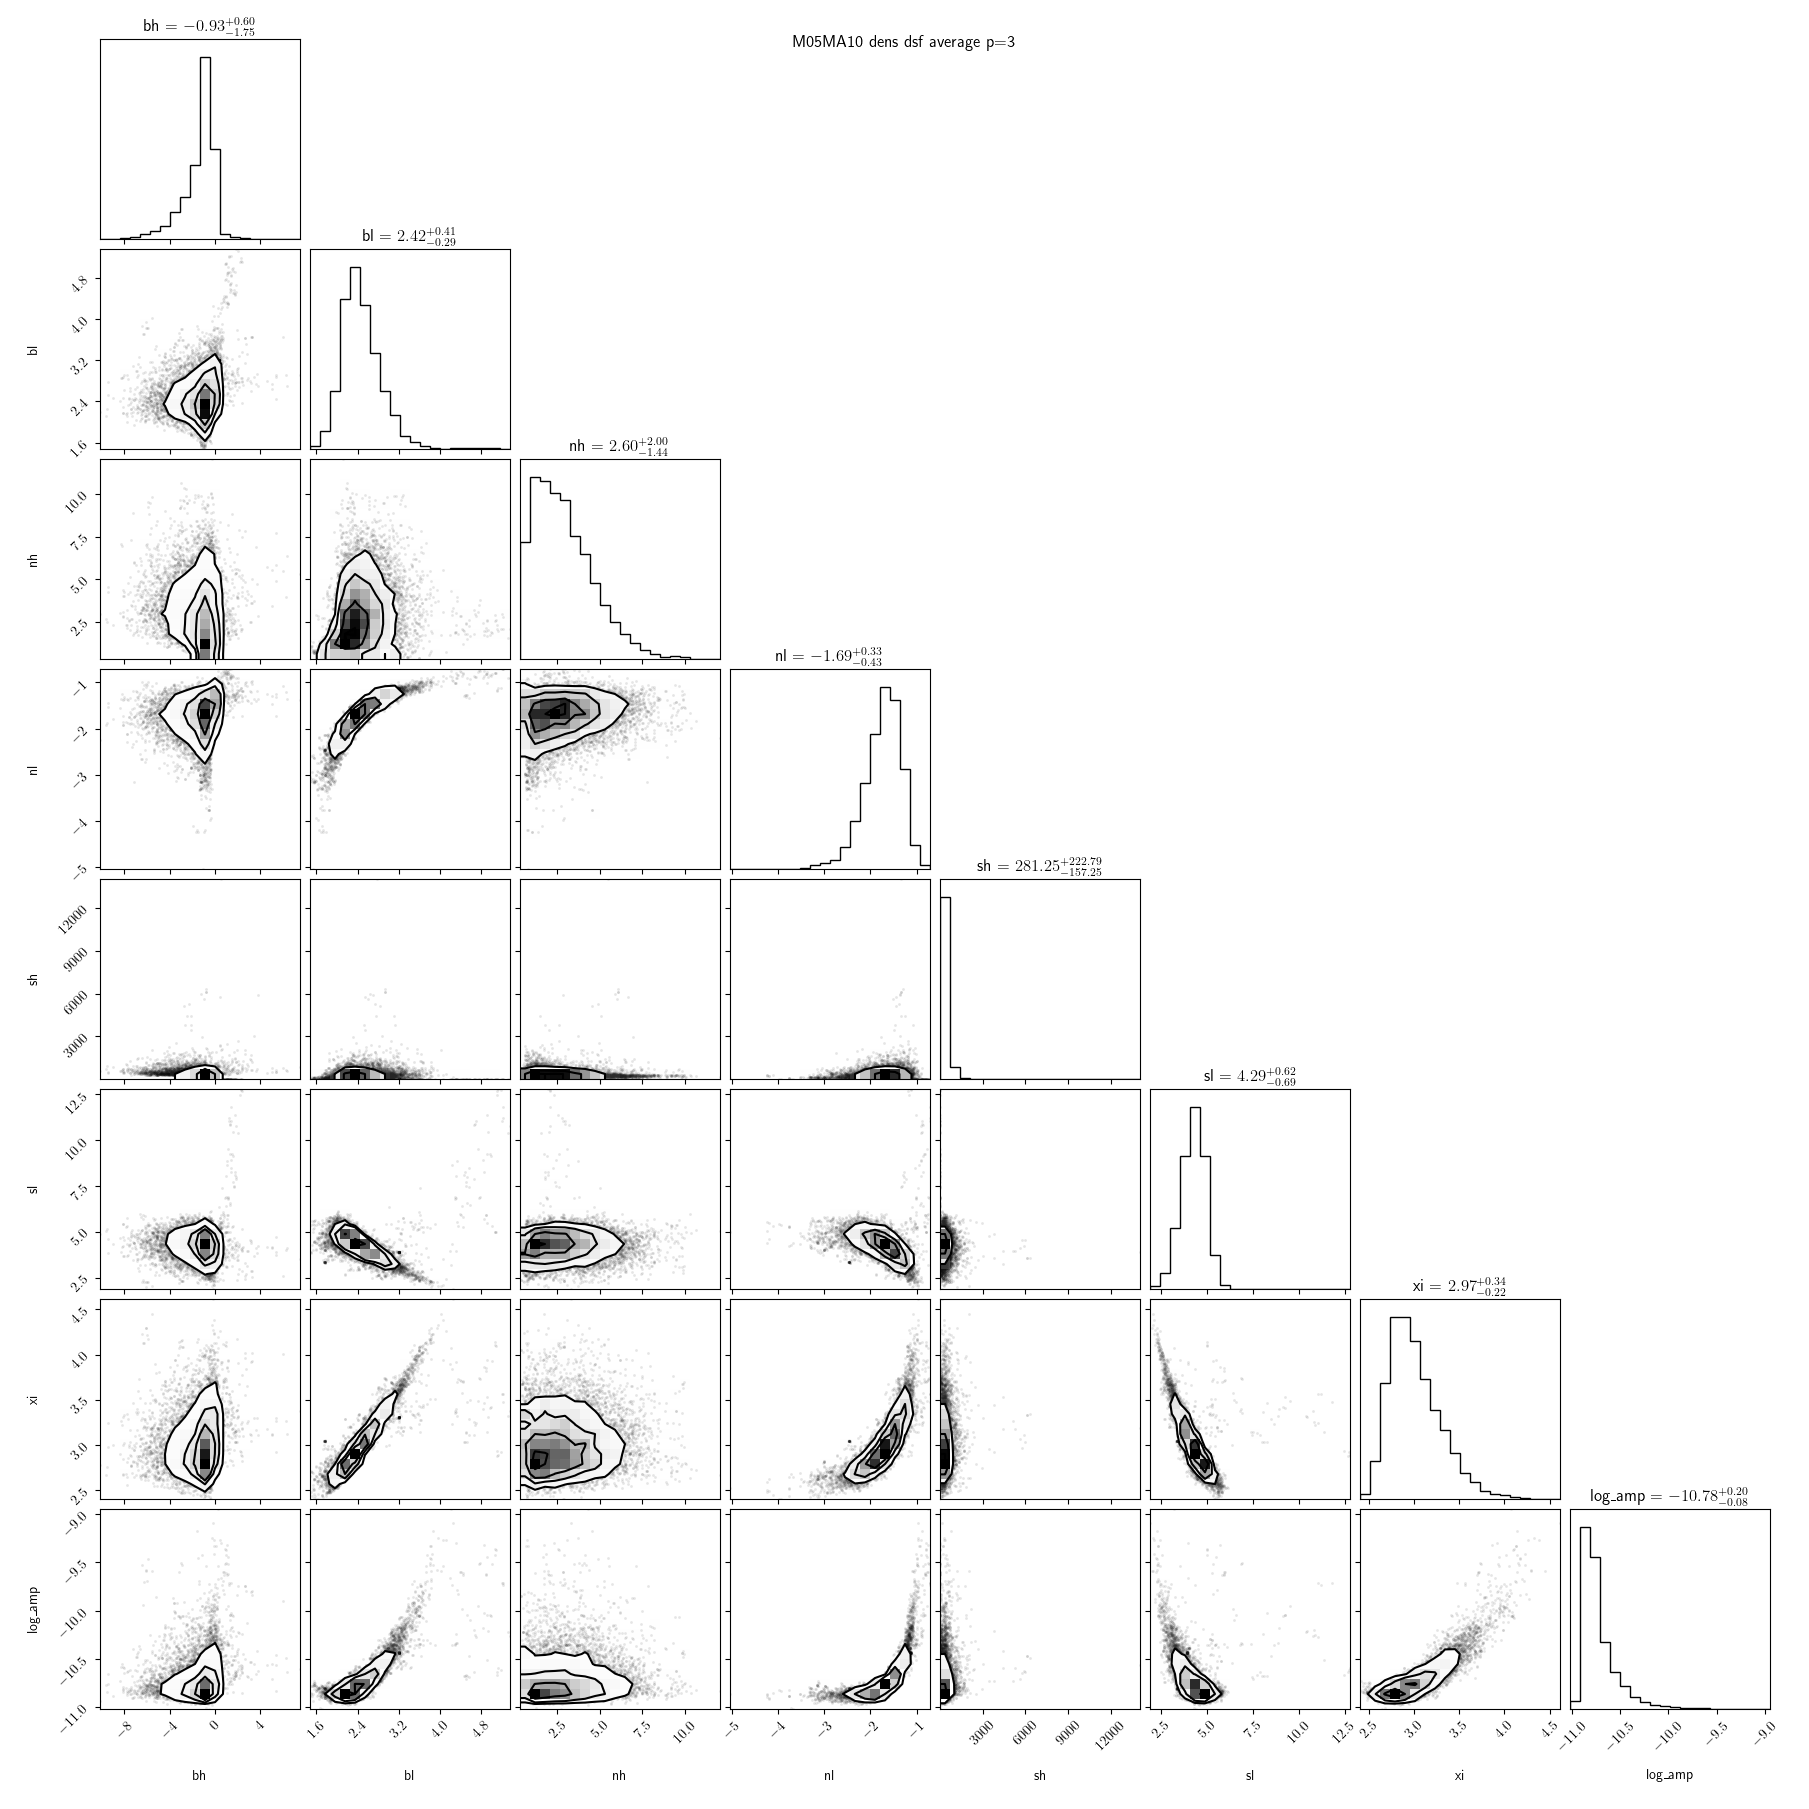 M05MA10 dens dsf average p=3
bh = −0.93^{+0.60}_{−1.75}
bl = 2.42^{+0.41}_{−0.29}
4.8
4.0
3.2
2.4
1.6
bl
nh = 2.60^{+2.00}_{−1.44}
10.0
7.5
5.0
2.5
nh
nl = −1.69^{+0.33}_{−0.43}
−1
−2
−3
−4
−5
nl
sh = 281.25^{+222.79}_{−157.25}
12000
9000
6000
3000
sh
sl = 4.29^{+0.62}_{−0.69}
12.5
10.0
7.5
5.0
2.5
sl
xi = 2.97^{+0.34}_{−0.22}
4.5
4.0
3.5
3.0
2.5
xi
log_amp = −10.78^{+0.20}_{−0.08}
−9.0
−9.5
−10.0
−10.5
−11.0
log_amp
−8 −4 0 4
1.6 2.4 3.2 4.0 4.8
2.5 5.0 7.5 10.0
−5 −4 −3 −2 −1
3000 6000 9000 12000
2.5 5.0 7.5 10.0 12.5
2.5 3.0 3.5 4.0 4.5
−11.0 −10.5 −10.0 −9.5 −9.0
bh bl nh nl sh sl xi log_amp